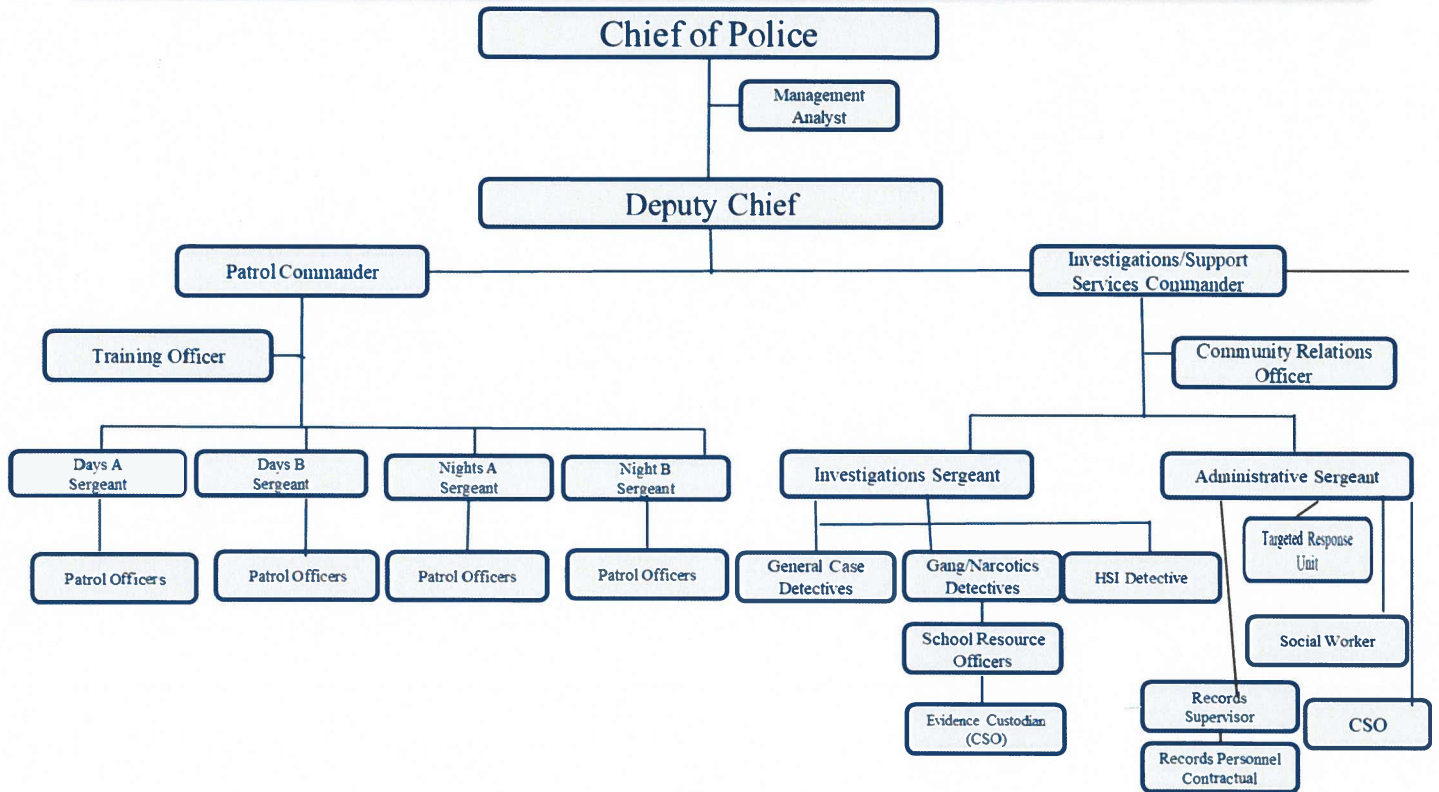 Chief of Police
Management
Analyst
Deputy Chief
Patrol Commander
Investigations/Support
Services Commander
Training Officer
Community Relations
Officer
Days A
Sergeant
Days B
Sergeant
Nights A
Sergeant
Night B
Sergeant
Investigations Sergeant
Administrative Sergeant
Patrol Officers
Patrol Officers
Patrol Officers
Patrol Officers
General Case
Detectives
Gang/Narcotics
Detectives
HSI Detective
Targeted Response
Unit
School Resource
Officers
Social Worker
Evidence Custodian
(CSO)
Records
Supervisor
CSO
Records Personnel
Contractual